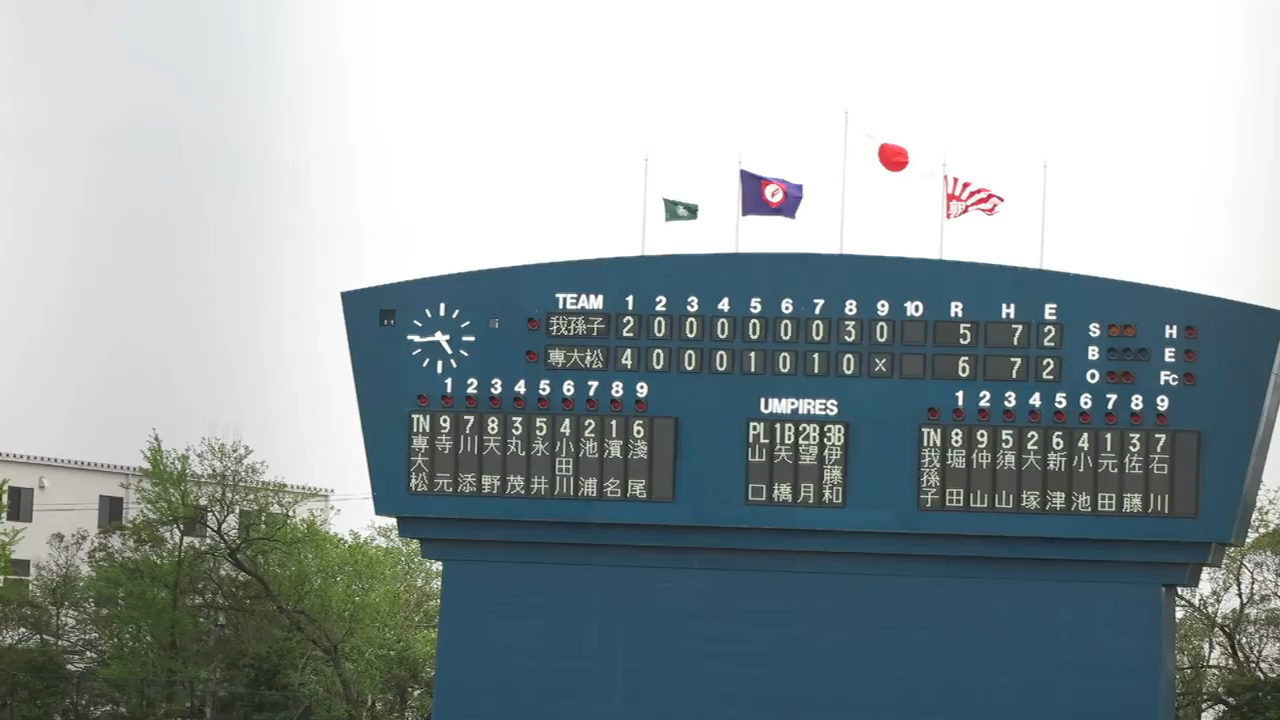 TEAM 1 2 3 4 5 6 7 8 9 10 R H E
我孫子 2 0 0 0 0 0 0 3 0 5 7 2
専大松 4 0 0 0 1 0 1 0 x 6 7 2
S H
B E
O Fc
1 2 3 4 5 6 7 8 9
TN 9 7 8 3 5 4 2 1 6
専大松 寺元 川添 天野 丸茂 永井 小田川 池浦 濵名 淺尾
UMPIRES
PL 1B 2B 3B
山口 矢橋 望月 伊藤和
1 2 3 4 5 6 7 8 9
TN 8 9 5 2 6 4 1 3 7
我孫子 堀田 仲山 須山 大塚 新津 小池 元田 佐藤 石川